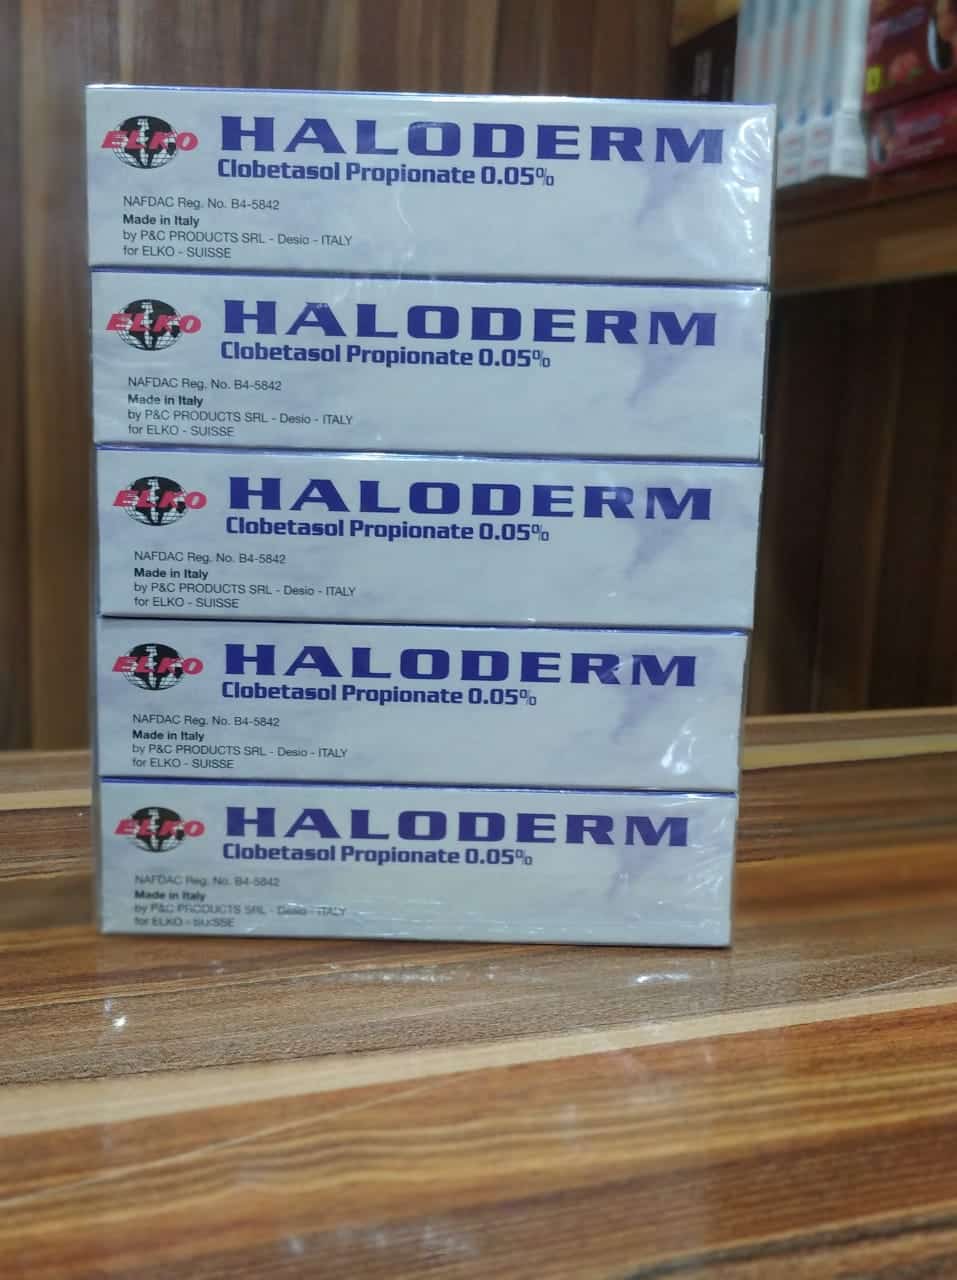 ELKO
HALODERM
Clobetasol Propionate 0.05%
NAFDAC Reg. No. B4-5842
Made in Italy
by P&C PRODUCTS SRL - Desio - ITALY
for ELKO - SUISSE
ELKO
HALODERM
Clobetasol Propionate 0.05%
NAFDAC Reg. No. B4-5842
Made in Italy
by P&C PRODUCTS SRL - Desio - ITALY
for ELKO - SUISSE
ELKO
HALODERM
Clobetasol Propionate 0.05%
NAFDAC Reg. No. B4-5842
Made in Italy
by P&C PRODUCTS SRL - Desio - ITALY
for ELKO - SUISSE
ELKO
HALODERM
Clobetasol Propionate 0.05%
NAFDAC Reg. No. B4-5842
Made in Italy
by P&C PRODUCTS SRL - Desio - ITALY
for ELKO - SUISSE
ELKO
HALODERM
Clobetasol Propionate 0.05%
NAFDAC Reg. No. B4-5842
Made in Italy
by P&C PRODUCTS SRL - Desio - ITALY
for ELKO - SUISSE